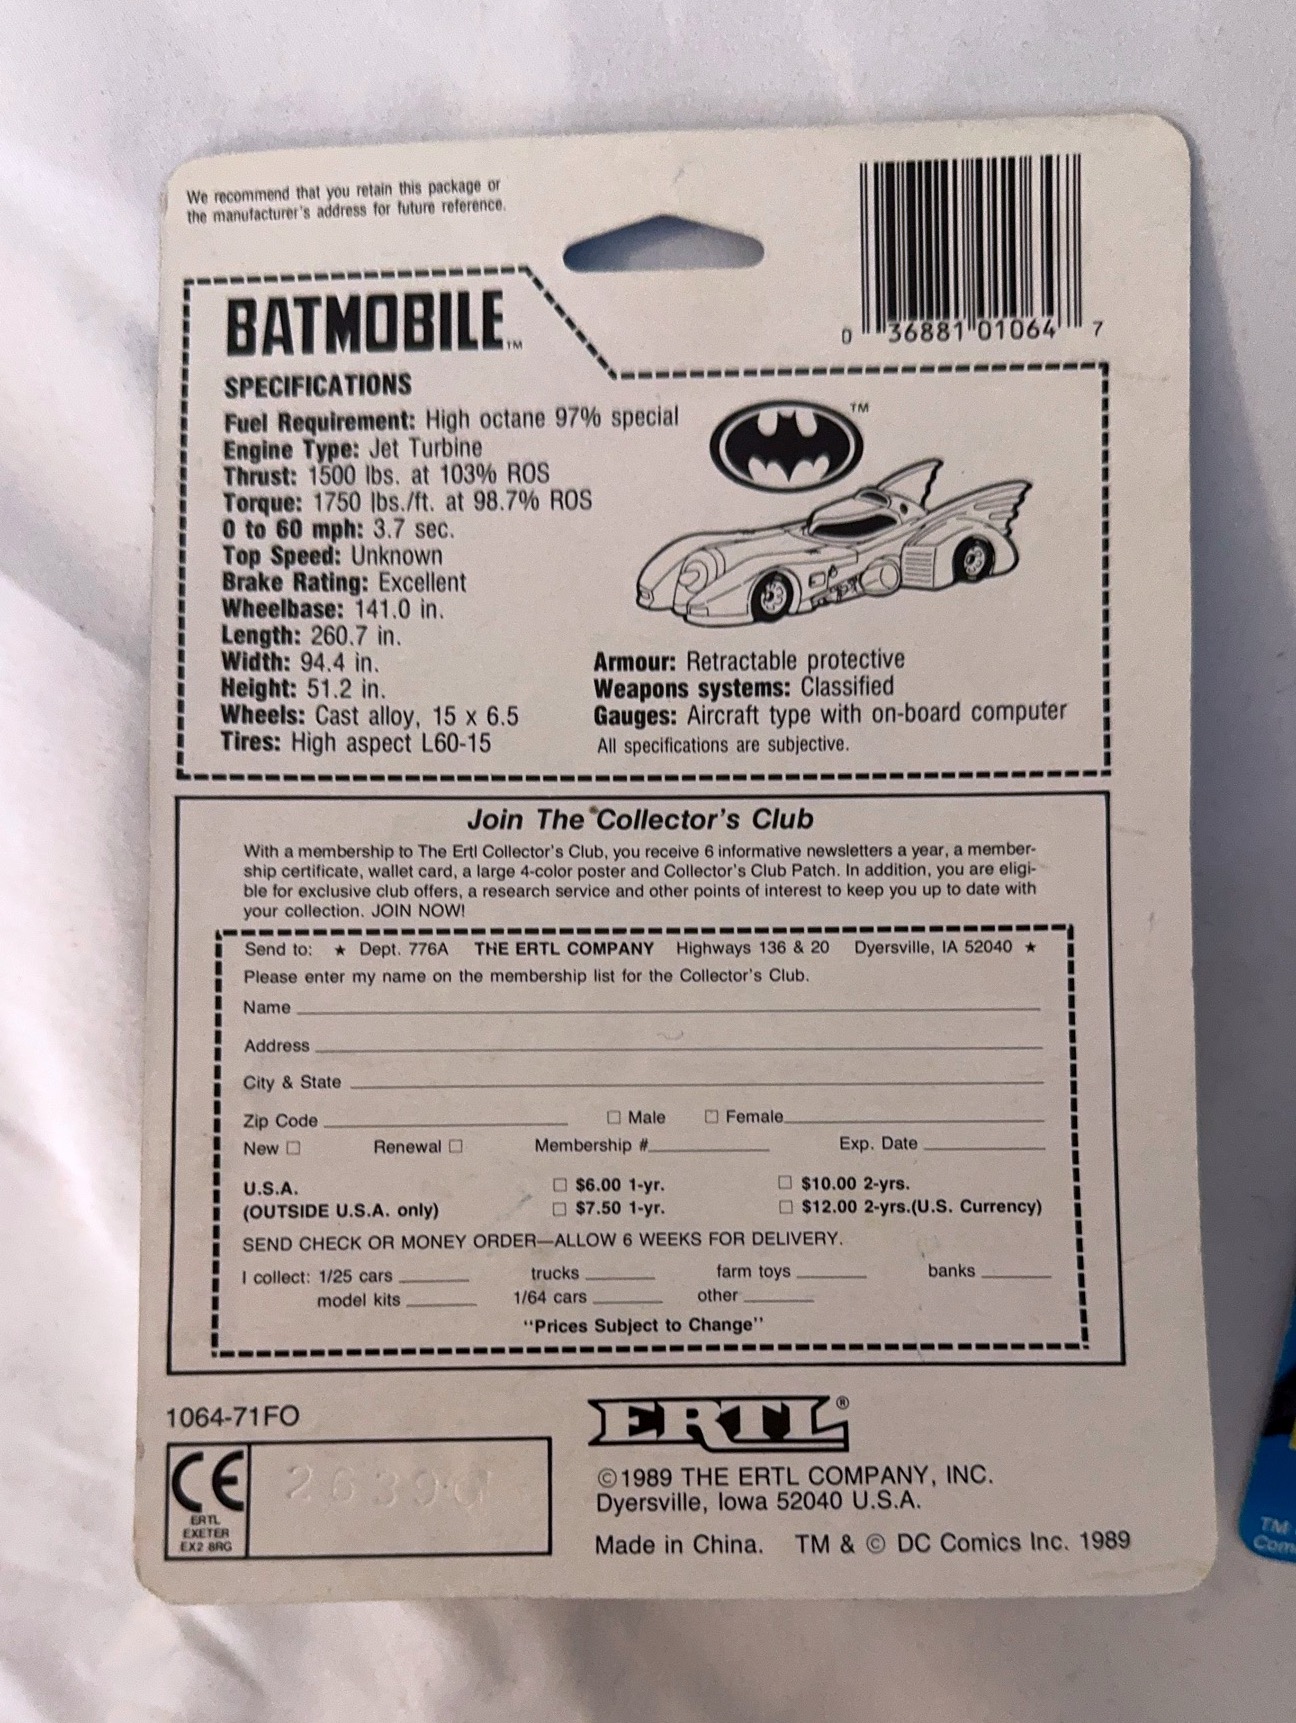 We recommend that you retain this package or
the manufacturer's address for future reference.
0 36881 01064 7
BATMOBILE™
SPECIFICATIONS
Fuel Requirement: High octane 97% special
Engine Type: Jet Turbine
Thrust: 1500 lbs. at 103% ROS
Torque: 1750 lbs./ft. at 98.7% ROS
0 to 60 mph: 3.7 sec.
Top Speed: Unknown
Brake Rating: Excellent
Wheelbase: 141.0 in.
Length: 260.7 in.
Width: 94.4 in.
Height: 51.2 in.
Wheels: Cast alloy, 15 x 6.5
Tires: High aspect L60-15
TM
Armour: Retractable protective
Weapons systems: Classified
Gauges: Aircraft type with on-board computer
All specifications are subjective.
Join The Collector's Club
With a membership to The Ertl Collector's Club, you receive 6 informative newsletters a year, a member-
ship certificate, wallet card, a large 4-color poster and Collector's Club Patch. In addition, you are eligi-
ble for exclusive club offers, a research service and other points of interest to keep you up to date with
your collection. JOIN NOW!
Send to: ★ Dept. 776A THE ERTL COMPANY Highways 136 & 20 Dyersville, IA 52040 ★
Please enter my name on the membership list for the Collector's Club.
Name
Address
City & State
Zip Code □ Male □ Female
New □ Renewal □ Membership # Exp. Date
U.S.A. □ $6.00 1-yr. □ $10.00 2-yrs.
(OUTSIDE U.S.A. only) □ $7.50 1-yr. □ $12.00 2-yrs.(U.S. Currency)
SEND CHECK OR MONEY ORDER—ALLOW 6 WEEKS FOR DELIVERY.
I collect: 1/25 cars trucks farm toys banks
model kits 1/64 cars other
"Prices Subject to Change"
1064-71FO
CE
ERTL
EXETER
EX2 8RG
ERTL®
©1989 THE ERTL COMPANY, INC.
Dyersville, Iowa 52040 U.S.A.
Made in China. TM & © DC Comics Inc. 1989
TM